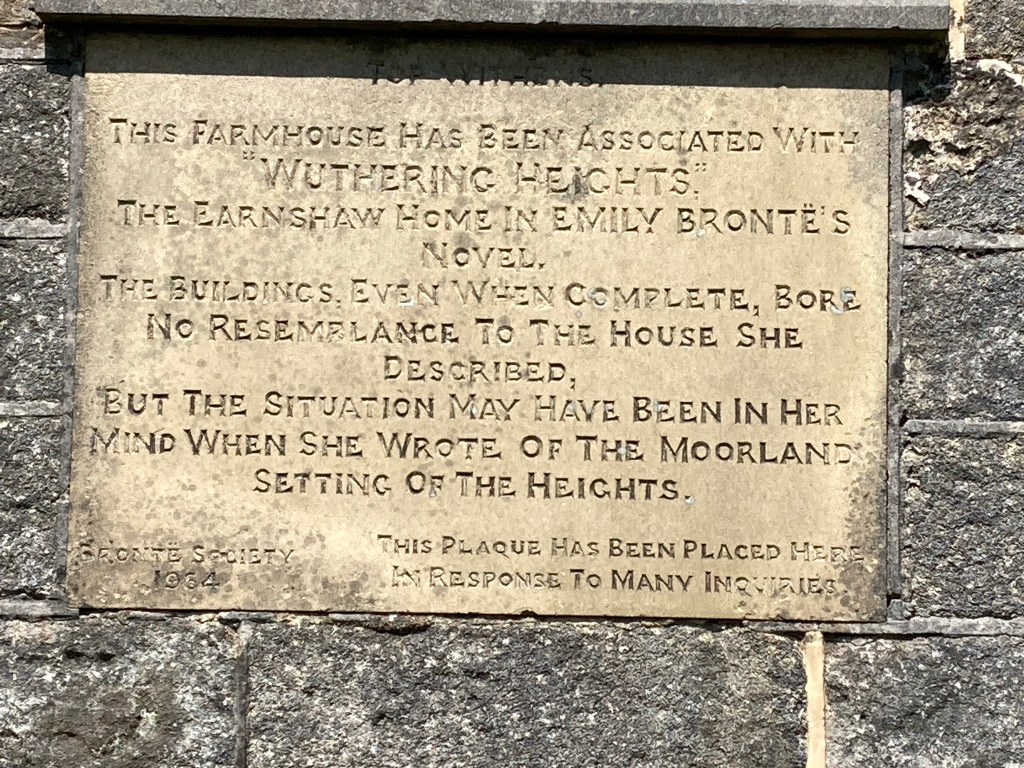 TOP WITHENS.
THIS FARMHOUSE HAS BEEN ASSOCIATED WITH
"WUTHERING HEIGHTS,"
THE EARNSHAW HOME IN EMILY BRONTË'S
NOVEL.
THE BUILDINGS, EVEN WHEN COMPLETE, BORE
NO RESEMBLANCE TO THE HOUSE SHE
DESCRIBED,
BUT THE SITUATION MAY HAVE BEEN IN HER
MIND WHEN SHE WROTE OF THE MOORLAND
SETTING OF THE HEIGHTS.
BRONTË SOCIETY
1964
THIS PLAQUE HAS BEEN PLACED HERE
IN RESPONSE TO MANY INQUIRIES.